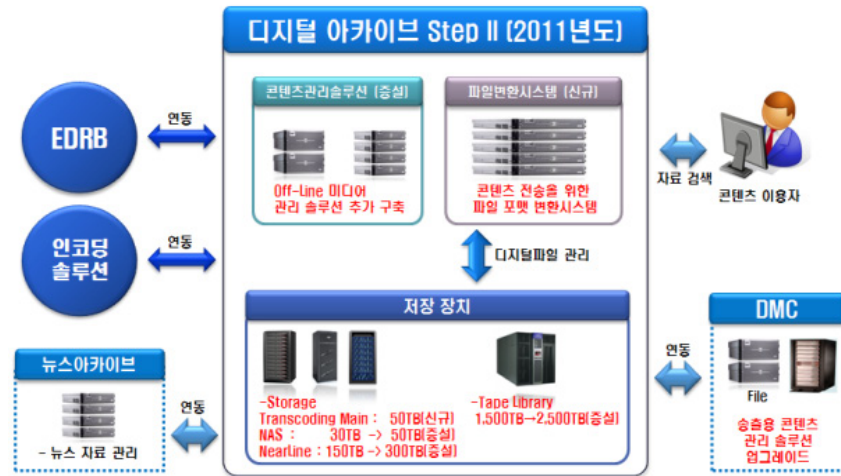 디지털 아카이브 Step II (2011년도)
콘텐츠관리솔루션 (증설)
파일변환시스템 (신규)
EDRB
연동
Off-Line 미디어
관리 솔루션 추가 구축
콘텐츠 전송을 위한
파일 포맷 변환시스템
자료 검색
콘텐츠 이용자
인코딩
솔루션
연동
디지털파일 관리
저장 장치
DMC
뉴스아카이브
연동
연동
File
-Storage
-Tape Library
Transcoding Main : 50TB(신규)
1,500TB→2,500TB(증설)
NAS : 30TB -> 50TB(증설)
NearLine : 150TB -> 300TB(증설)
- 뉴스 자료 관리
송출용 콘텐츠
관리 솔루션
업그레이드